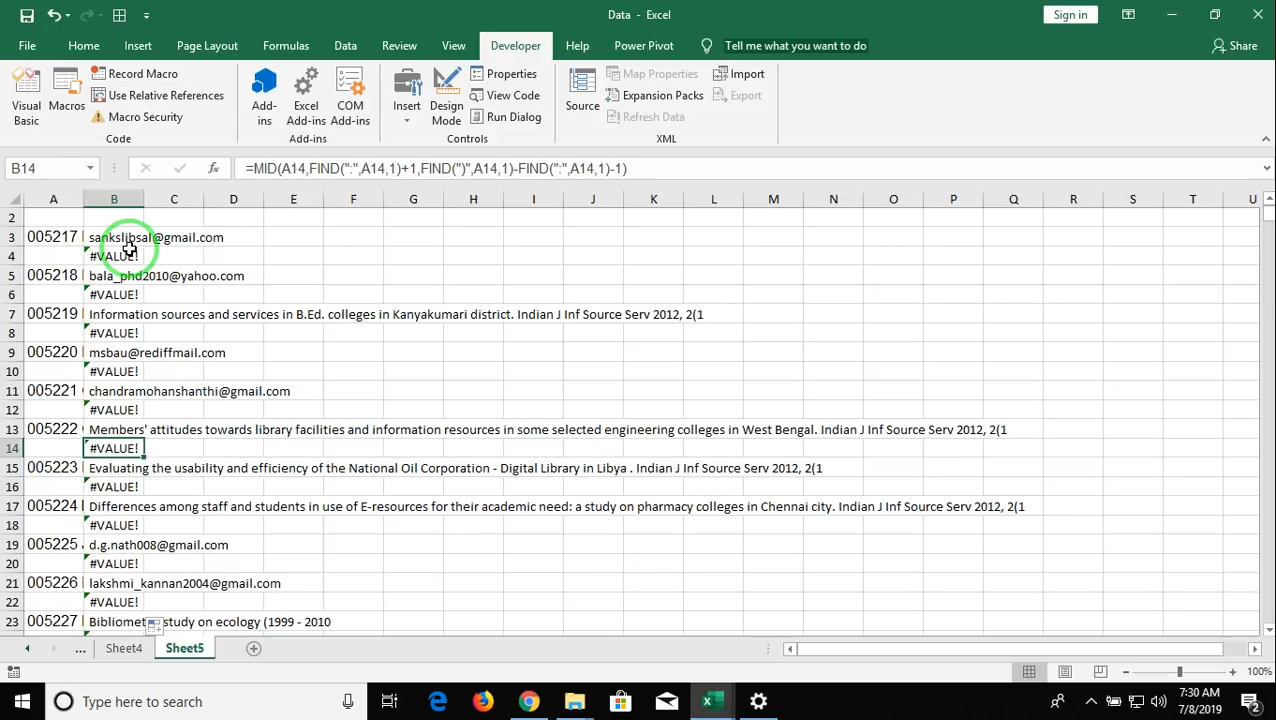 Data - Excel
Sign in
File Home Insert Page Layout Formulas Data Review View Developer Help Power Pivot Tell me what you want to do Share
Visual Basic
Macros
Record Macro
Use Relative References
Macro Security
Code
Add-ins
Excel Add-ins
COM Add-ins
Add-ins
Insert
Design Mode
Properties
View Code
Run Dialog
Controls
Source
Map Properties
Expansion Packs
Refresh Data
Import
Export
XML
B14 fx =MID(A14,FIND(":",A14,1)+1,FIND(")",A14,1)-FIND(":",A14,1)-1)
A B C D E F G H I J K L M N O P Q R S T U
2
3 005217 sankslibsal@gmail.com
4 #VALUE!
5 005218 bala_phd2010@yahoo.com
6 #VALUE!
7 005219 Information sources and services in B.Ed. colleges in Kanyakumari district. Indian J Inf Source Serv 2012, 2(1
8 #VALUE!
9 005220 msbau@rediffmail.com
10 #VALUE!
11 005221 chandramohanshanthi@gmail.com
12 #VALUE!
13 005222 Members' attitudes towards library facilities and information resources in some selected engineering colleges in West Bengal. Indian J Inf Source Serv 2012, 2(1
14 #VALUE!
15 005223 Evaluating the usability and efficiency of the National Oil Corporation - Digital Library in Libya . Indian J Inf Source Serv 2012, 2(1
16 #VALUE!
17 005224 Differences among staff and students in use of E-resources for their academic need: a study on pharmacy colleges in Chennai city. Indian J Inf Source Serv 2012, 2(1
18 #VALUE!
19 005225 d.g.nath008@gmail.com
20 #VALUE!
21 005226 lakshmi_kannan2004@gmail.com
22 #VALUE!
23 005227 study on ecology (1999 - 2010
... Sheet4 Sheet5
100%
Type here to search
7:30 AM
7/8/2019
2